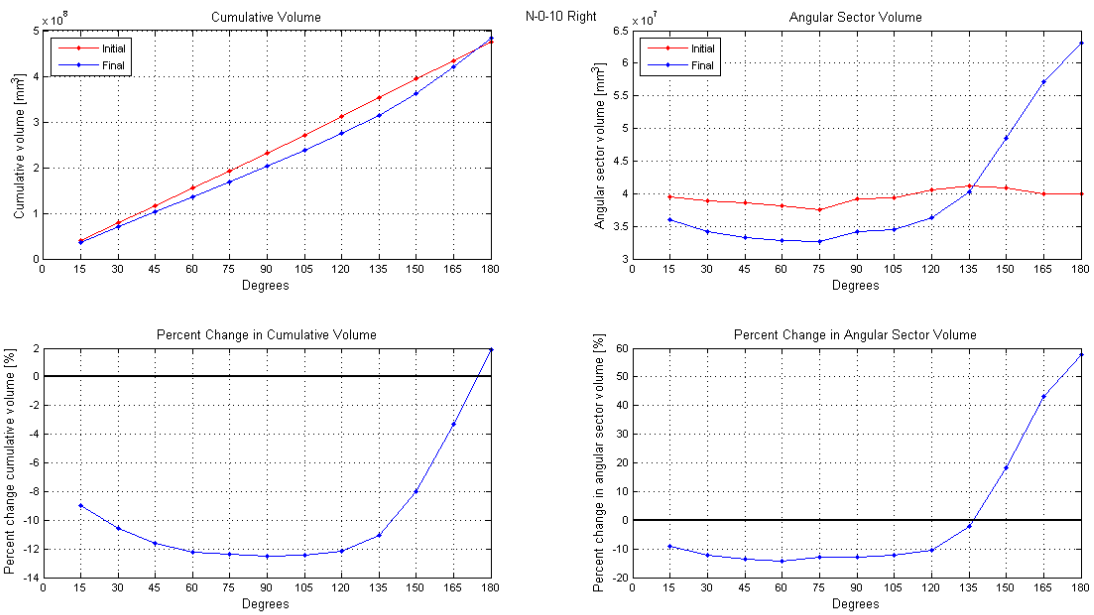 Cumulative Volume
N-0-10 Right
Angular Sector Volume
x 10^8
Initial
Final
5
4
3
2
1
0
Cumulative volume [mm^3]
0 15 30 45 60 75 90 105 120 135 150 165 180
Degrees
x 10^7
Initial
Final
6.5
6
5.5
5
4.5
4
3.5
3
Angular sector volume [mm^3]
0 15 30 45 60 75 90 105 120 135 150 165 180
Degrees
Percent Change in Cumulative Volume
2
0
-2
-4
-6
-8
-10
-12
-14
Percent change cumulative volume [%]
0 15 30 45 60 75 90 105 120 135 150 165 180
Degrees
Percent Change in Angular Sector Volume
60
50
40
30
20
10
0
-10
-20
Percent change in angular sector volume [%]
0 15 30 45 60 75 90 105 120 135 150 165 180
Degrees